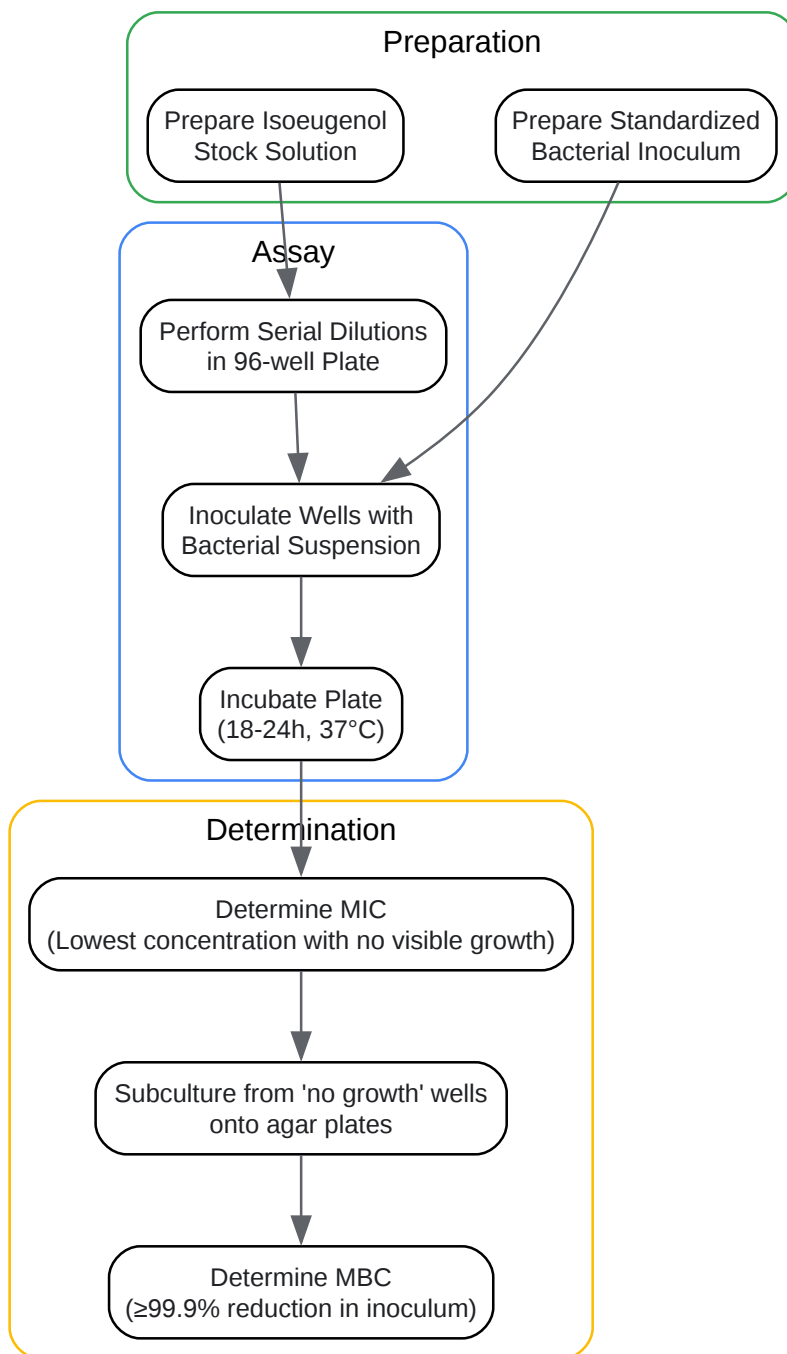 Preparation
Prepare Isoeugenol
Stock Solution
Prepare Standardized
Bacterial Inoculum
Assay
Perform Serial Dilutions
in 96-well Plate
Inoculate Wells with
Bacterial Suspension
Incubate Plate
(18-24h, 37°C)
Determination
Determine MIC
(Lowest concentration with no visible growth)
Subculture from 'no growth' wells
onto agar plates
Determine MBC
(≥99.9% reduction in inoculum)